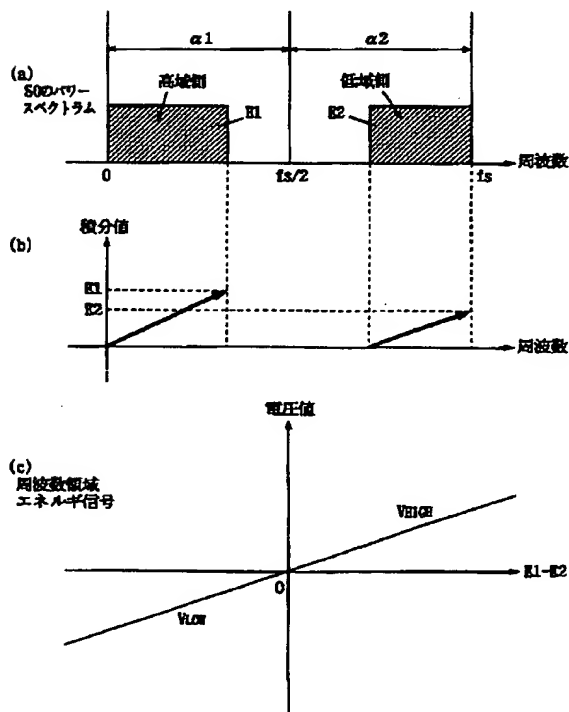 α1
α2
(a)
S0のパワー
スペクトラム
高域側
E1
E2
低域側
0
fs/2
fs
周波数
(b)
積分値
E1
E2
周波数
電圧値
(c)
周波数領域
エネルギ信号
VHIGH
0
E1-E2
VLOW